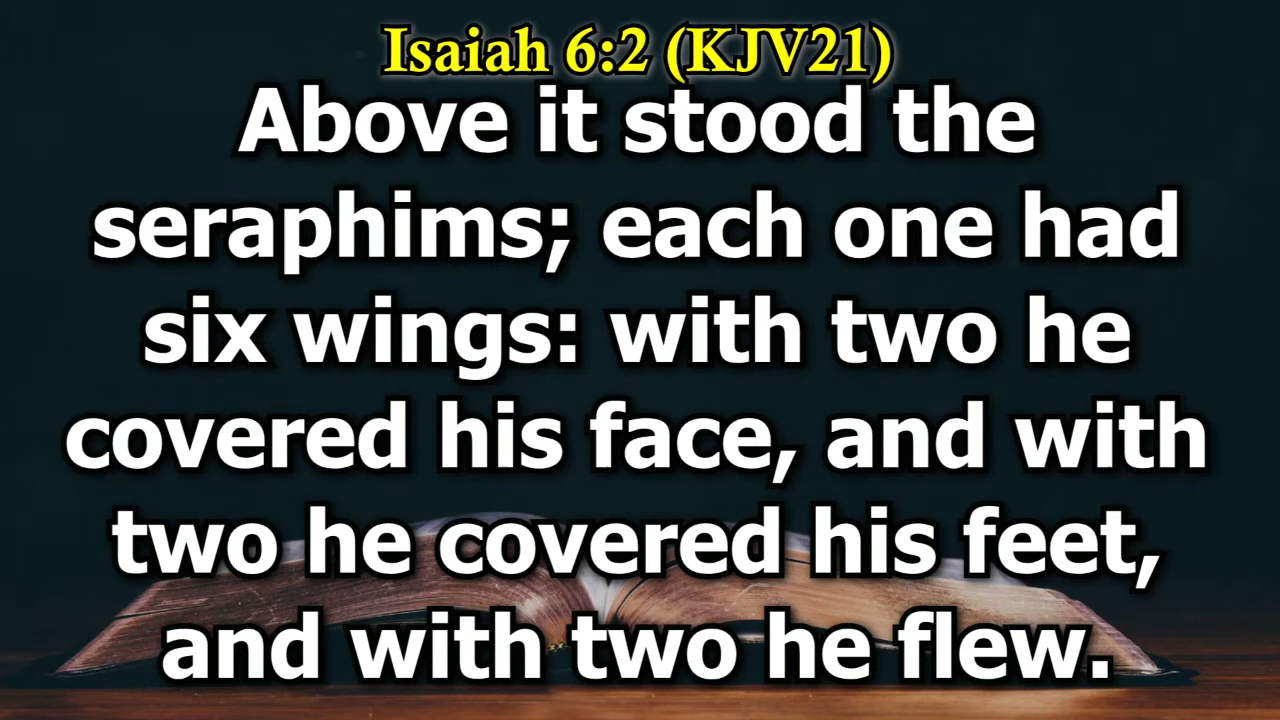 Isaiah 6:2 (KJV21)
Above it stood the
seraphims; each one had
six wings: with two he
covered his face, and with
two he covered his feet,
and with two he flew.